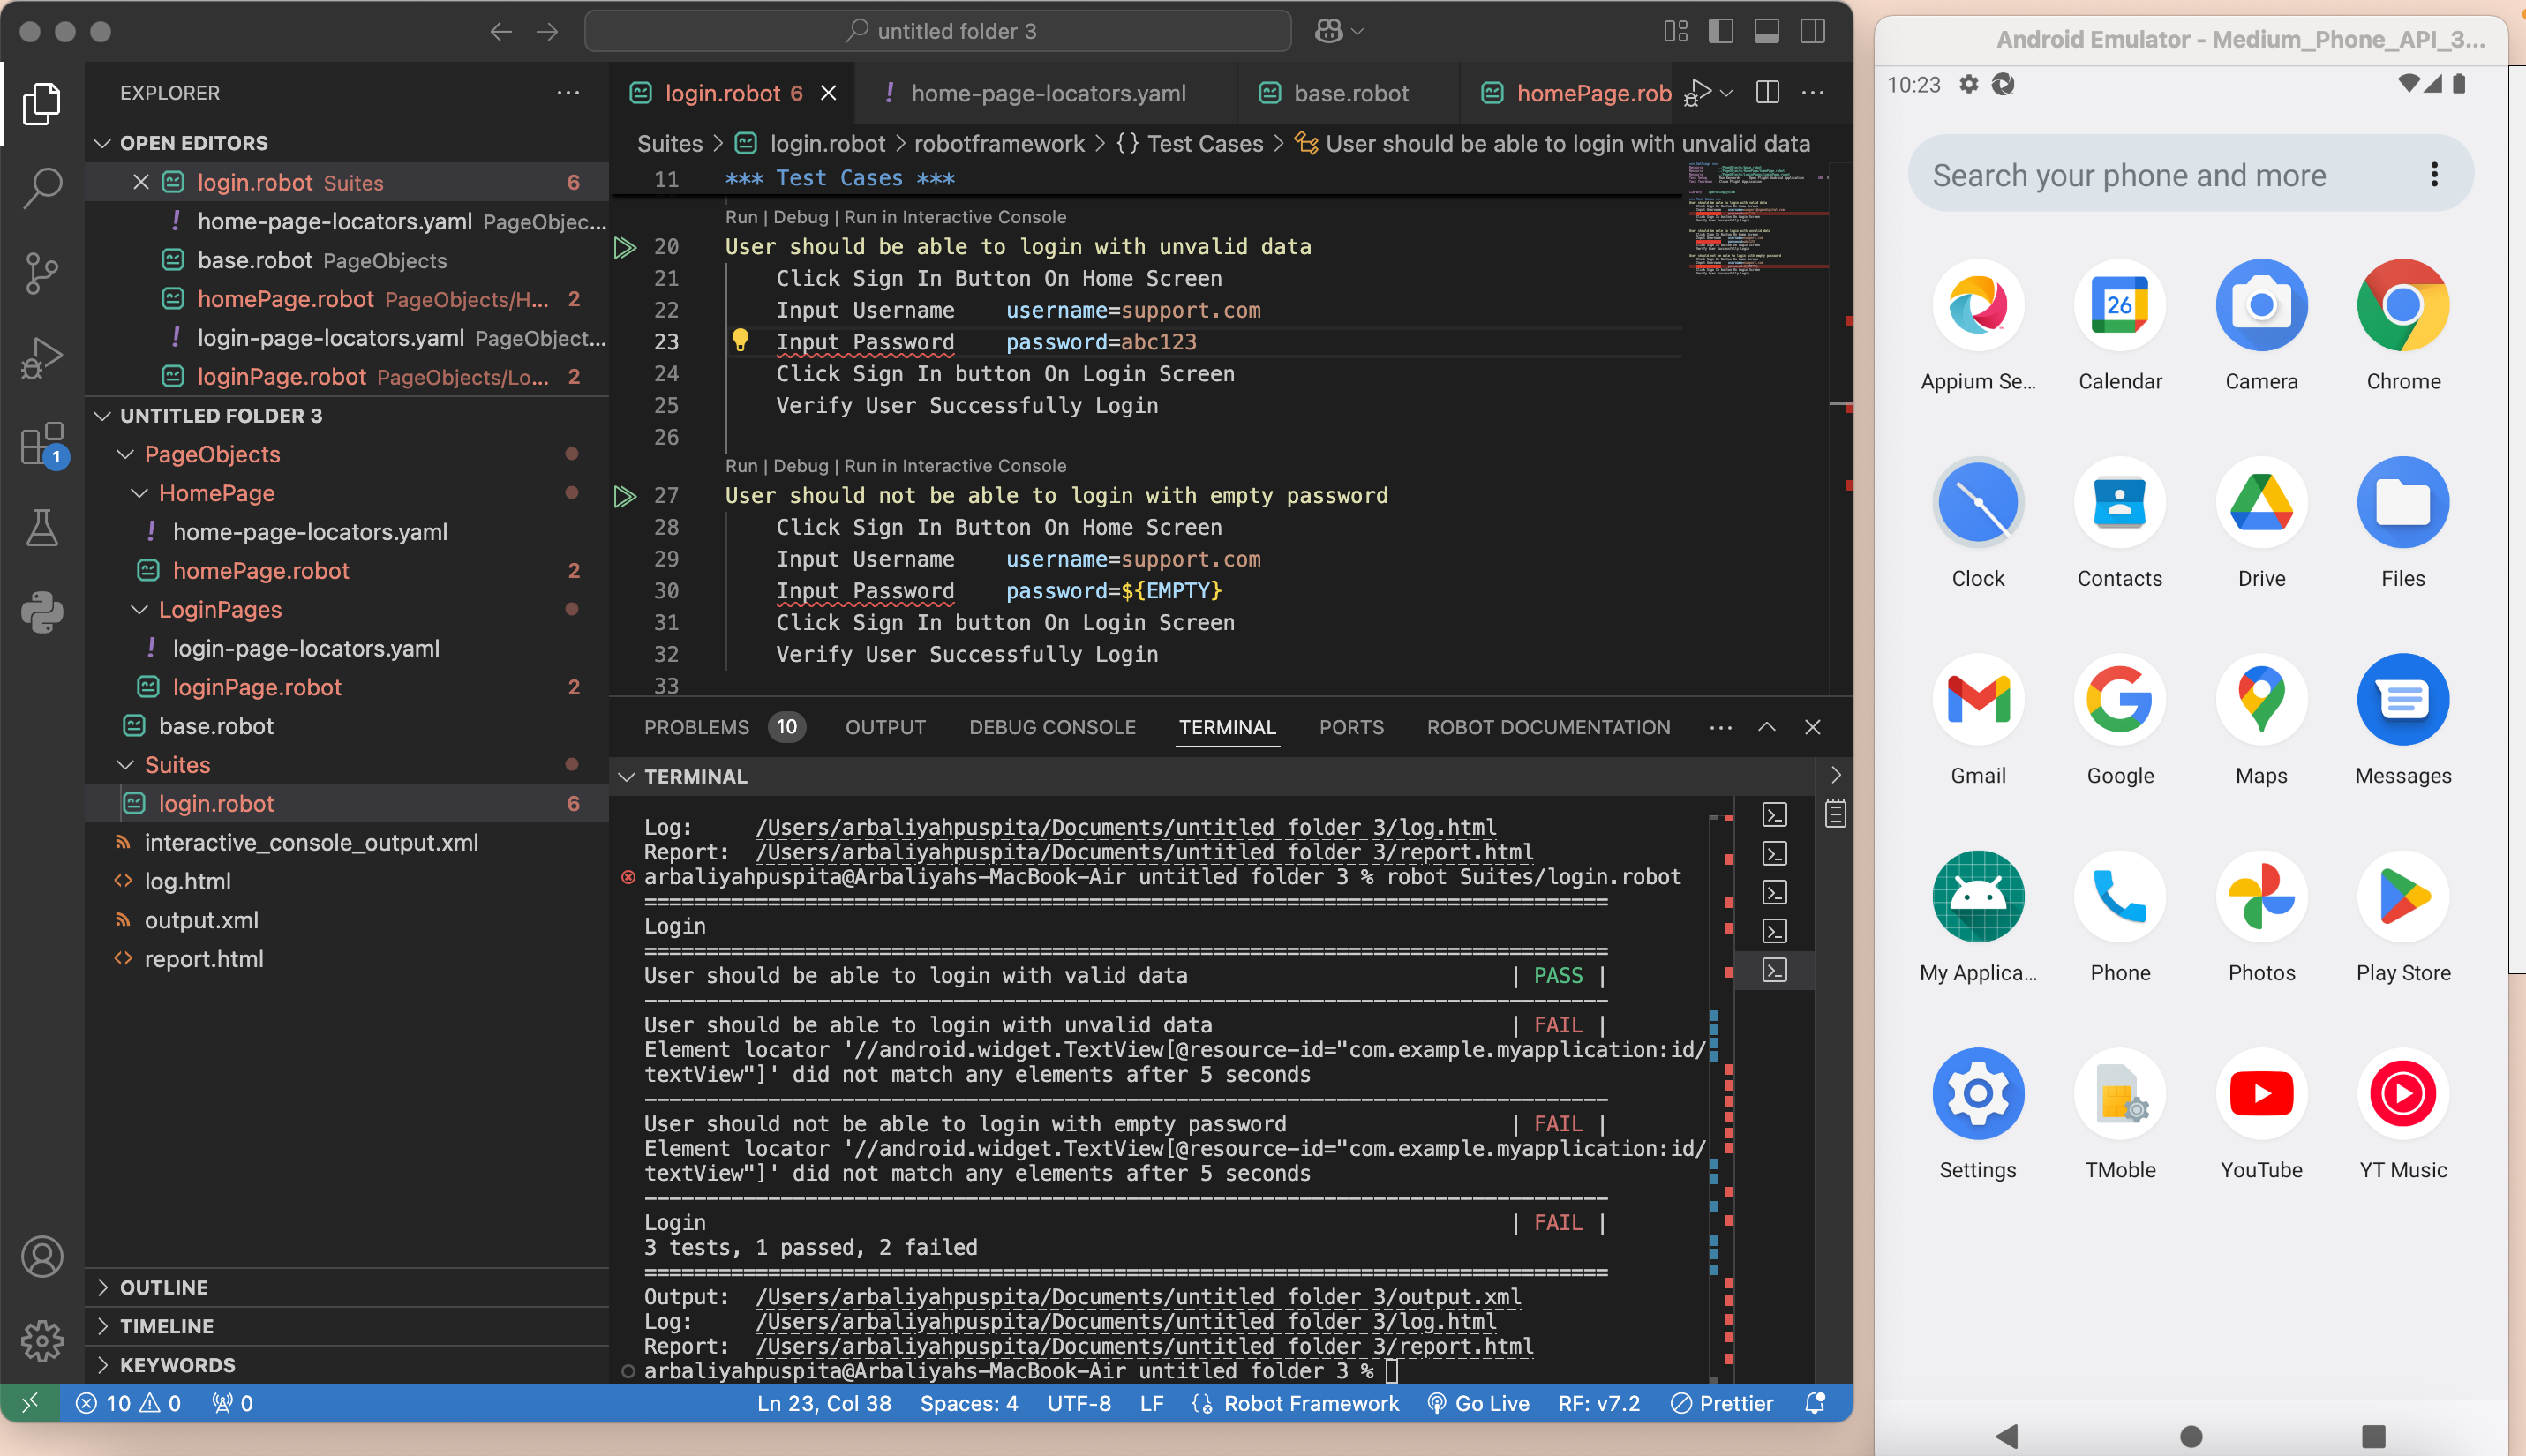 untitled folder 3
EXPLORER
OPEN EDITORS
login.robot Suites 6
home-page-locators.yaml PageObjec...
base.robot PageObjects
homePage.robot PageObjects/H... 2
login-page-locators.yaml PageObject...
loginPage.robot PageObjects/Lo... 2
UNTITLED FOLDER 3
PageObjects
HomePage
home-page-locators.yaml
homePage.robot 2
LoginPages
login-page-locators.yaml
loginPage.robot 2
base.robot
Suites
login.robot 6
interactive_console_output.xml
log.html
output.xml
report.html
OUTLINE
TIMELINE
KEYWORDS
1
login.robot 6
home-page-locators.yaml
base.robot
homePage.rob
Suites > login.robot > robotframework > {} Test Cases > User should be able to login with unvalid data
11 *** Test Cases ***
Run | Debug | Run in Interactive Console
20 User should be able to login with unvalid data
21 Click Sign In Button On Home Screen
22 Input Username username=support.com
23 Input Password password=abc123
24 Click Sign In button On Login Screen
25 Verify User Successfully Login
26
Run | Debug | Run in Interactive Console
27 User should not be able to login with empty password
28 Click Sign In Button On Home Screen
29 Input Username username=support.com
30 Input Password password=${EMPTY}
31 Click Sign In button On Login Screen
32 Verify User Successfully Login
33
PROBLEMS 10 OUTPUT DEBUG CONSOLE TERMINAL PORTS ROBOT DOCUMENTATION
TERMINAL
Log: /Users/arbaliyahpuspita/Documents/untitled folder 3/log.html
Report: /Users/arbaliyahpuspita/Documents/untitled folder 3/report.html
arbaliyahpuspita@Arbaliyahs-MacBook-Air untitled folder 3 % robot Suites/login.robot
==============================================================================
Login
==============================================================================
User should be able to login with valid data | PASS |
------------------------------------------------------------------------------
User should be able to login with unvalid data | FAIL |
Element locator '//android.widget.TextView[@resource-id="com.example.myapplication:id/
textView"]' did not match any elements after 5 seconds
------------------------------------------------------------------------------
User should not be able to login with empty password | FAIL |
Element locator '//android.widget.TextView[@resource-id="com.example.myapplication:id/
textView"]' did not match any elements after 5 seconds
------------------------------------------------------------------------------
Login | FAIL |
3 tests, 1 passed, 2 failed
==============================================================================
Output: /Users/arbaliyahpuspita/Documents/untitled folder 3/output.xml
Log: /Users/arbaliyahpuspita/Documents/untitled folder 3/log.html
Report: /Users/arbaliyahpuspita/Documents/untitled folder 3/report.html
arbaliyahpuspita@Arbaliyahs-MacBook-Air untitled folder 3 %
10 0 0 Ln 23, Col 38 Spaces: 4 UTF-8 LF Robot Framework Go Live RF: v7.2 Prettier
Android Emulator - Medium_Phone_API_3...
10:23
Search your phone and more
26
Appium Se... Calendar Camera Chrome
Clock Contacts Drive Files
Gmail Google Maps Messages
My Applica... Phone Photos Play Store
Settings TMoble YouTube YT Music